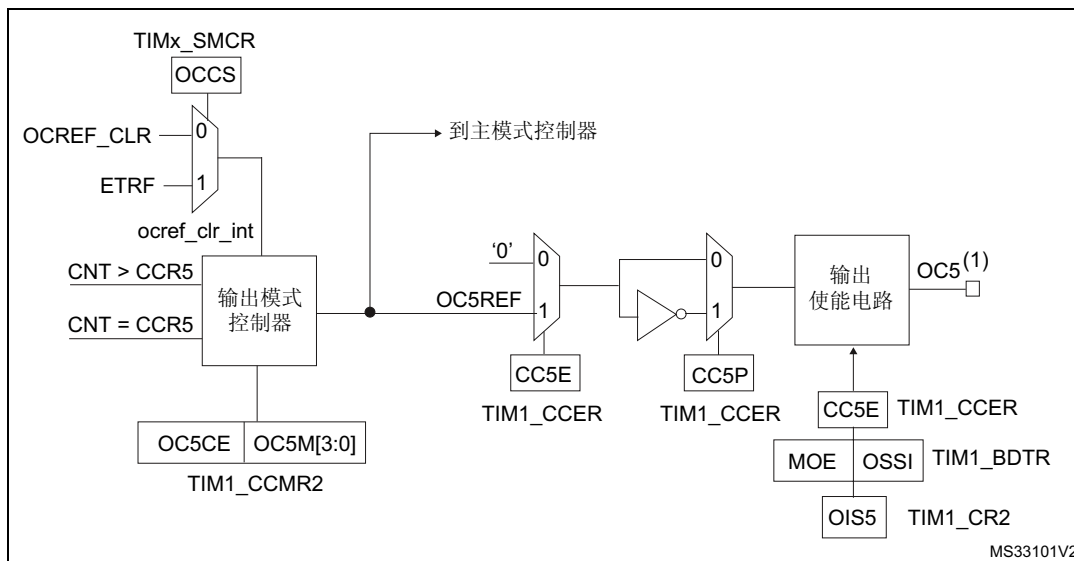 TIMx_SMCR
OCCS
OCREF_CLR
0
ETRF
1
ocref_clr_int
到主模式控制器
CNT > CCR5
CNT = CCR5
输出模式
控制器
‘0’
0
OC5REF
1
0
1
输出
使能电路
OC5(1)
CC5E
TIM1_CCER
CC5P
TIM1_CCER
CC5E
TIM1_CCER
OC5CE
OC5M[3:0]
TIM1_CCMR2
MOE
OSSI
TIM1_BDTR
OIS5
TIM1_CR2
MS33101V2